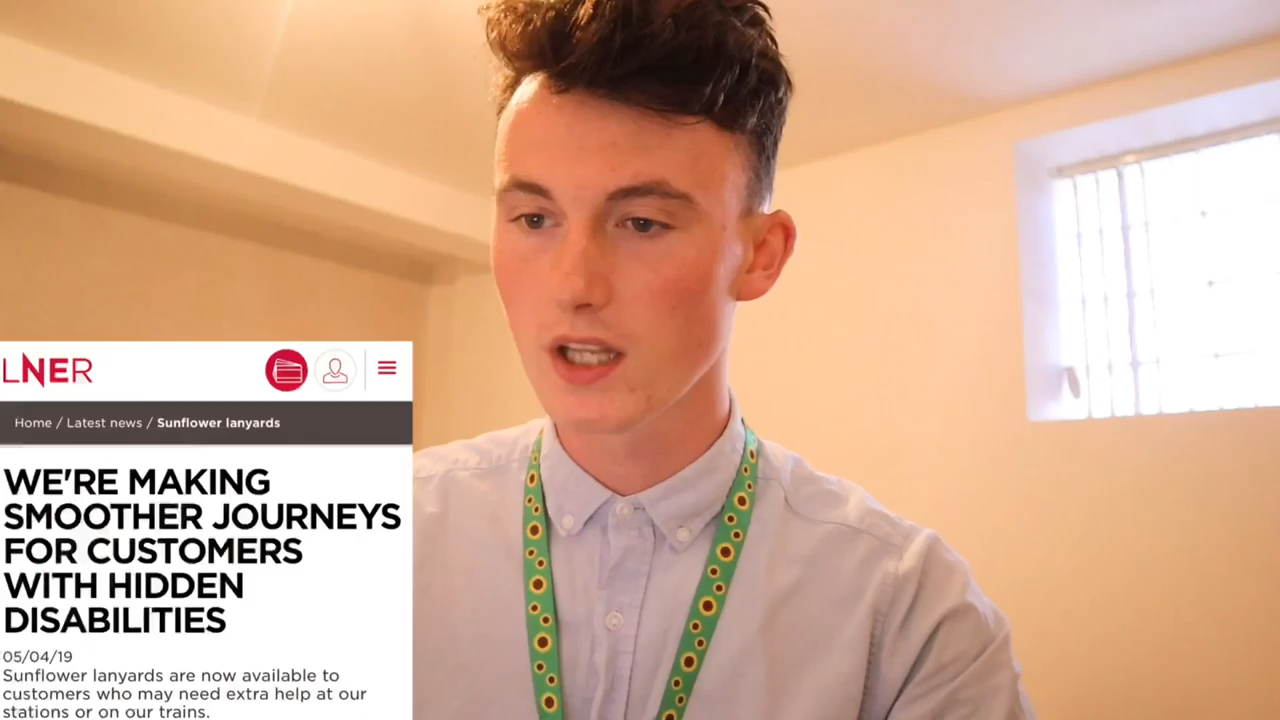 LNER
Home / Latest news / Sunflower lanyards
WE'RE MAKING
SMOOTHER JOURNEYS
FOR CUSTOMERS
WITH HIDDEN
DISABILITIES
05/04/19
Sunflower lanyards are now available to
customers who may need extra help at our
stations or on our trains.